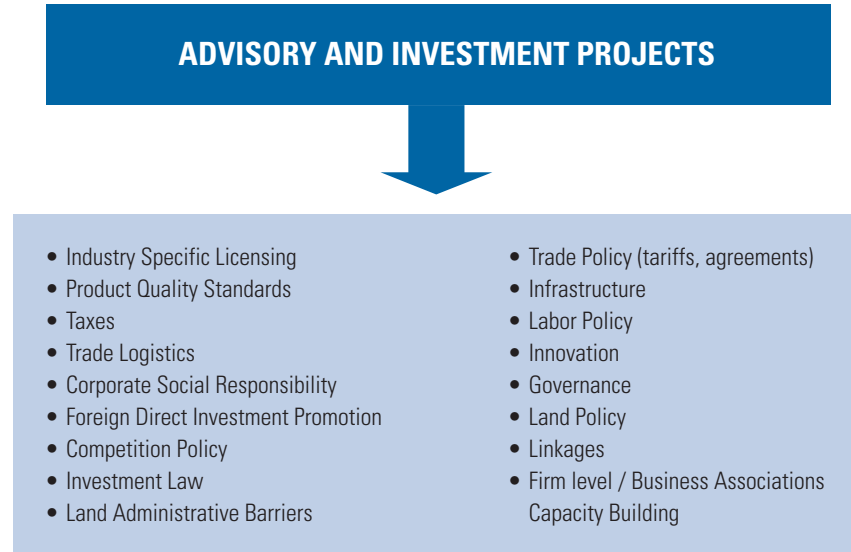 ADVISORY AND INVESTMENT PROJECTS
• Industry Specific Licensing
• Product Quality Standards
• Taxes
• Trade Logistics
• Corporate Social Responsibility
• Foreign Direct Investment Promotion
• Competition Policy
• Investment Law
• Land Administrative Barriers
• Trade Policy (tariffs, agreements)
• Infrastructure
• Labor Policy
• Innovation
• Governance
• Land Policy
• Linkages
• Firm level / Business Associations
Capacity Building